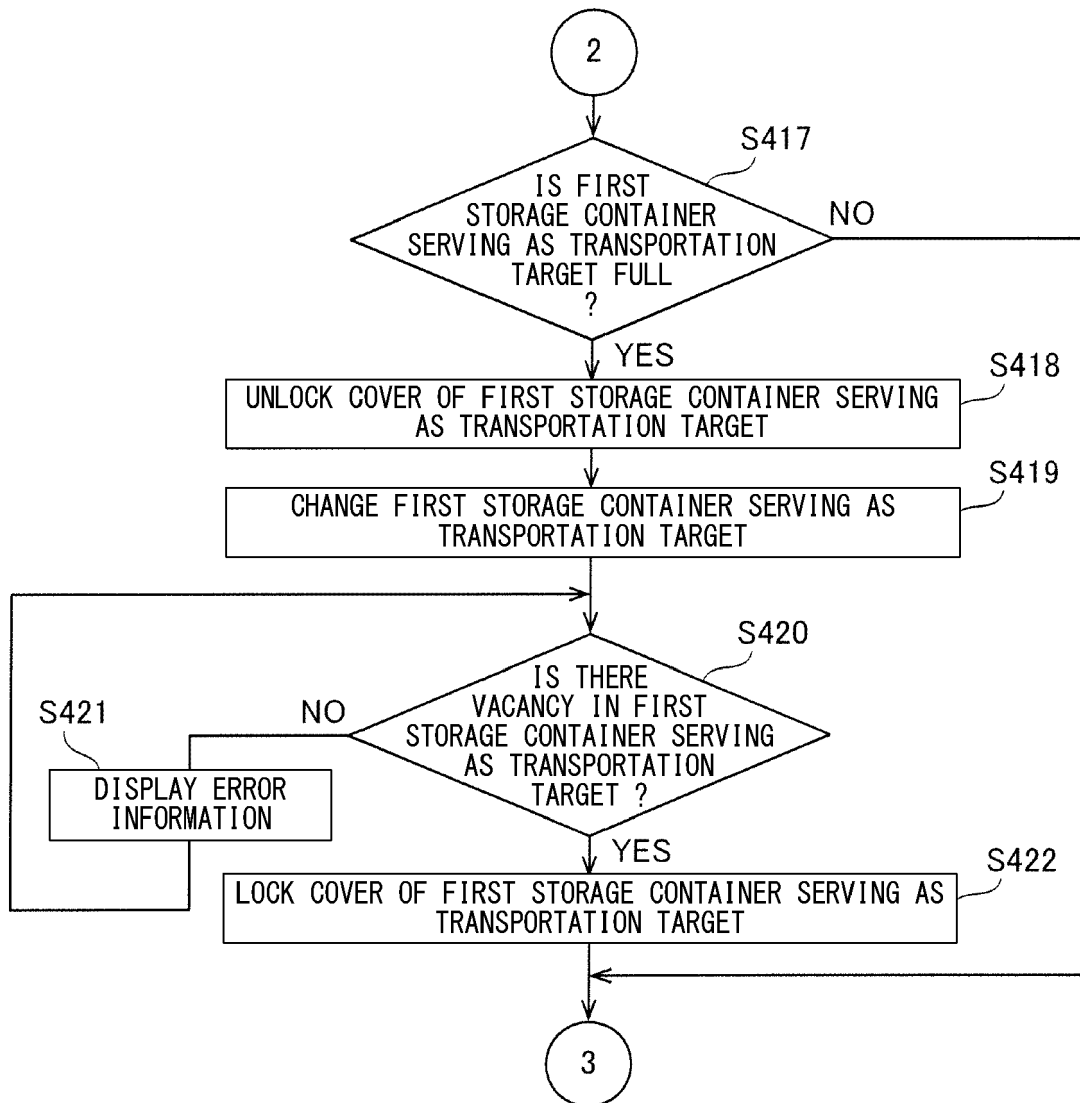 2
S417
IS FIRST
STORAGE CONTAINER
SERVING AS TRANSPORTATION
TARGET FULL
?
NO
YES
S418
UNLOCK COVER OF FIRST STORAGE CONTAINER SERVING
AS TRANSPORTATION TARGET
S419
CHANGE FIRST STORAGE CONTAINER SERVING AS
TRANSPORTATION TARGET
S420
IS THERE
VACANCY IN FIRST
STORAGE CONTAINER SERVING
AS TRANSPORTATION
TARGET ?
NO
S421
DISPLAY ERROR
INFORMATION
YES
S422
LOCK COVER OF FIRST STORAGE CONTAINER SERVING AS
TRANSPORTATION TARGET
3